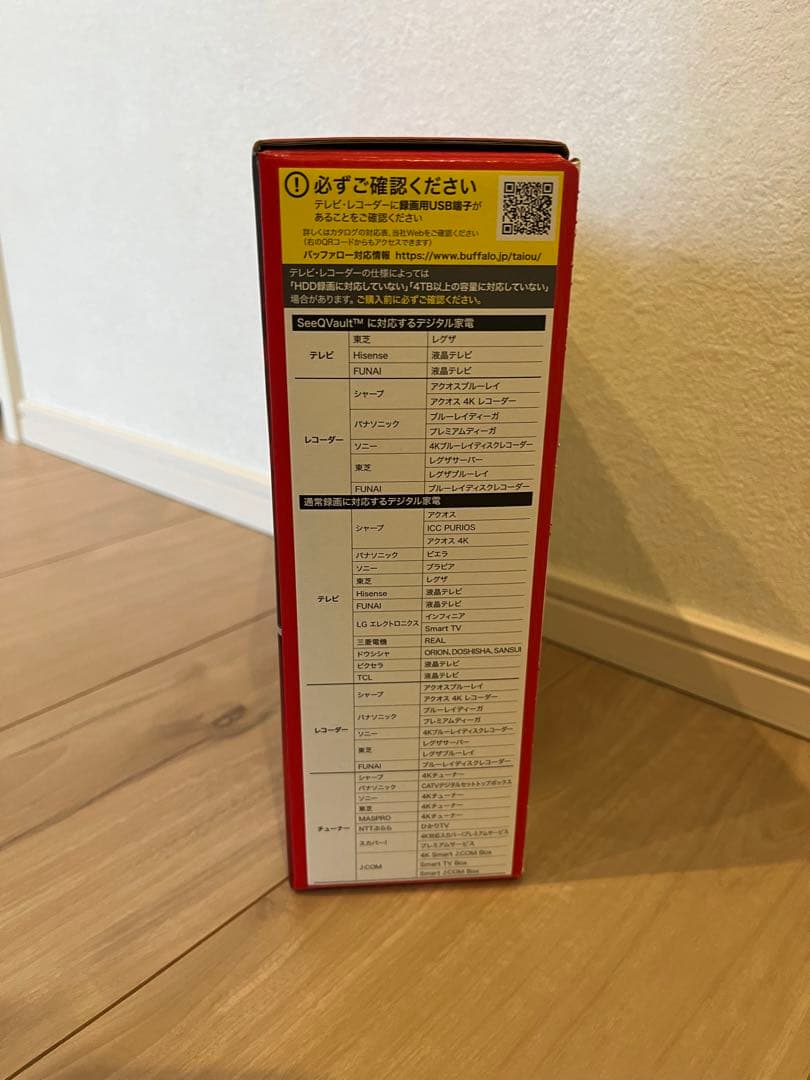 ! 必ずご確認ください
テレビ・レコーダーに録画用USB端子が
あることをご確認ください
詳しくはカタログの対応表、当社Webをご確認ください
(右のQRコードからもアクセスできます)
バッファロー対応情報 https://www.buffalo.jp/taiou/
テレビ・レコーダーの仕様によっては
「HDD録画に対応していない」「4TB以上の容量に対応していない」
場合があります。ご購入前に必ずご確認ください。
SeeQVault™ に対応するデジタル家電
テレビ 東芝 レグザ
Hisense 液晶テレビ
FUNAI 液晶テレビ
レコーダー シャープ アクオスブルーレイ
アクオス 4K レコーダー
パナソニック ブルーレイディーガ
プレミアムディーガ
ソニー 4Kブルーレイディスクレコーダー
東芝 レグザサーバー
レグザブルーレイ
FUNAI ブルーレイディスクレコーダー
通常録画に対応するデジタル家電
テレビ シャープ アクオス
ICC PURIOS
アクオス 4K
パナソニック ビエラ
ソニー ブラビア
東芝 レグザ
Hisense 液晶テレビ
FUNAI 液晶テレビ
LG エレクトロニクス インフィニア
Smart TV
三菱電機 REAL
ドウシシャ ORION, DOSHISHA, SANSUI
ピクセラ 液晶テレビ
TCL 液晶テレビ
レコーダー シャープ アクオスブルーレイ
アクオス 4K レコーダー
パナソニック ブルーレイディーガ
プレミアムディーガ
ソニー 4Kブルーレイディスクレコーダー
東芝 レグザサーバー
レグザブルーレイ
FUNAI ブルーレイディスクレコーダー
チューナー シャープ 4Kチューナー
パナソニック CATVデジタルセットトップボックス
ソニー 4Kチューナー
東芝 4Kチューナー
MASPRO 4Kチューナー
NTTぷらら ひかりTV
スカパー! 4K対応スカパー!プレミアムサービス
プレミアムサービス
J:COM 4K Smart J:COM Box
Smart TV Box
Smart J:COM Box